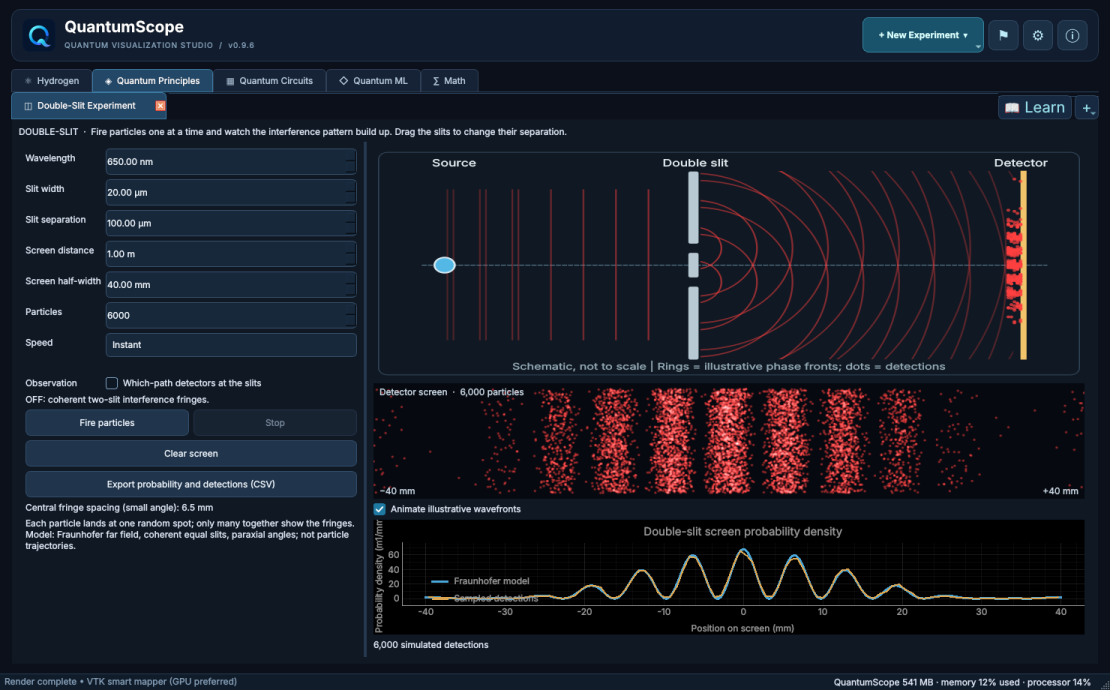 QuantumScope
QUANTUM VISUALIZATION STUDIO / v0.9.6
+ New Experiment ▾
Hydrogen
Quantum Principles
Quantum Circuits
Quantum ML
∑ Math
Double-Slit Experiment
Learn
+
DOUBLE-SLIT · Fire particles one at a time and watch the interference pattern build up. Drag the slits to change their separation.
Wavelength 650.00 nm
Slit width 20.00 µm
Slit separation 100.00 µm
Screen distance 1.00 m
Screen half-width 40.00 mm
Particles 6000
Speed Instant
Observation Which-path detectors at the slits
OFF: coherent two-slit interference fringes.
Fire particles
Stop
Clear screen
Export probability and detections (CSV)
Central fringe spacing (small angle): 6.5 mm
Each particle lands at one random spot; only many together show the fringes.
Model: Fraunhofer far field, coherent equal slits, paraxial angles; not particle
trajectories.
Source
Double slit
Detector
Schematic, not to scale | Rings = illustrative phase fronts; dots = detections
Detector screen · 6,000 particles
−40 mm
+40 mm
Animate illustrative wavefronts
Double-slit screen probability density
Probability density (m1/mm
60
40
20
0
Fraunhofer model
Sampled detections
-40
-30
-20
-10
0
10
20
30
40
Position on screen (mm)
6,000 simulated detections
Render complete • VTK smart mapper (GPU preferred)
QuantumScope 541 MB · memory 12% used · processor 14%